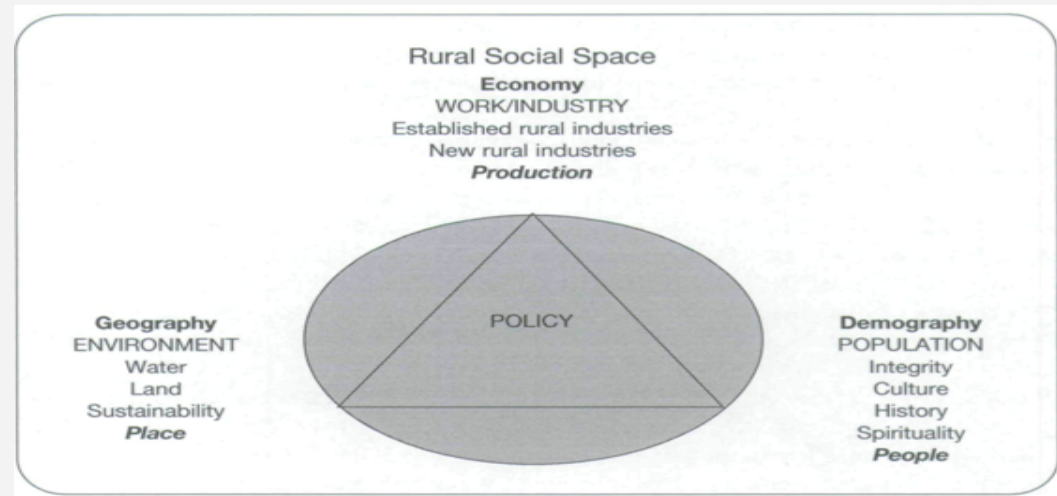 Rural Social Space
Economy
WORK/INDUSTRY
Established rural industries
New rural industries
Production
POLICY
Geography
ENVIRONMENT
Water
Land
Sustainability
Place
Demography
POPULATION
Integrity
Culture
History
Spirituality
People